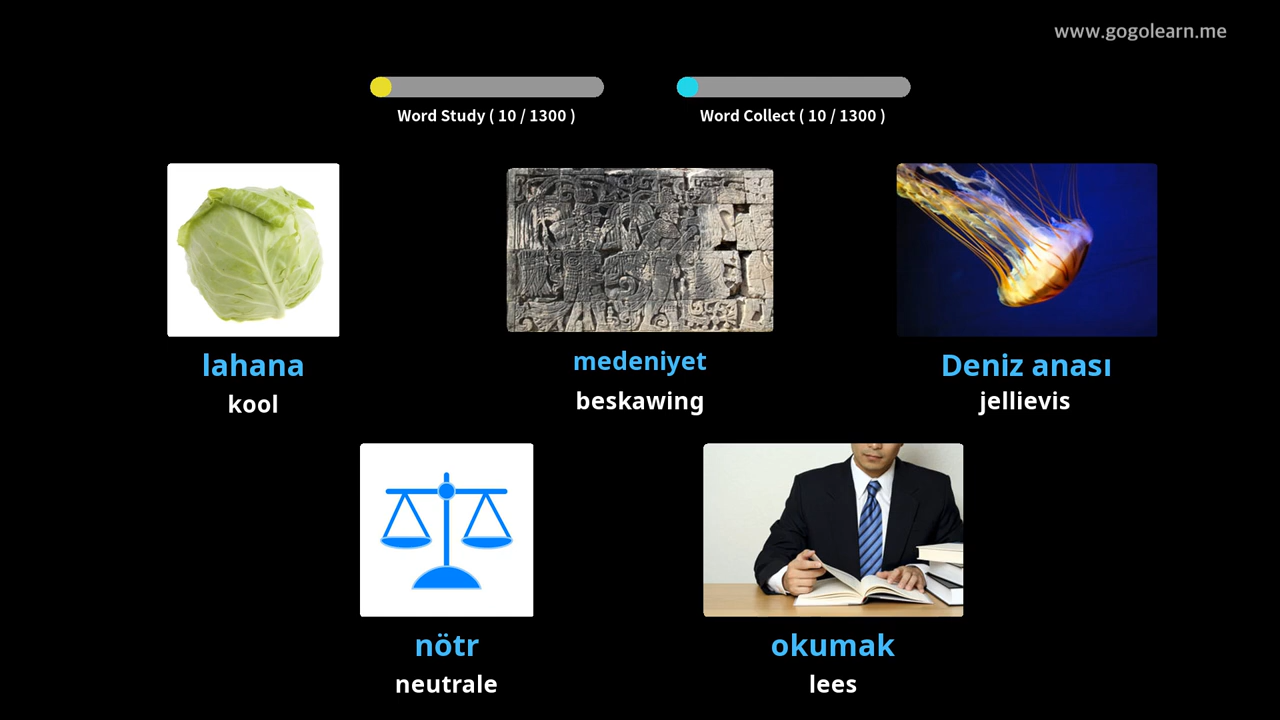 www.gogolearn.me
Word Study ( 10 / 1300 )
Word Collect ( 10 / 1300 )
lahana
kool
medeniyet
beskawing
Deniz anası
jellievis
nötr
neutrale
okumak
lees